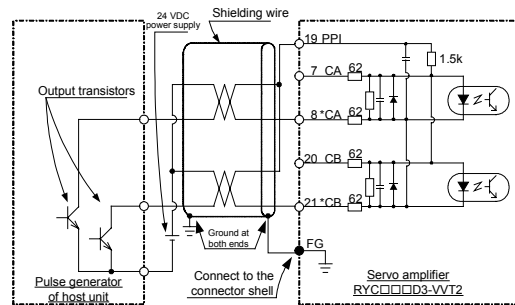 24 VDC
power supply
Shielding wire
19 PPI
1.5k
7 CA 62
Output transistors
8 *CA 62
20 CB 62
21 *CB 62
Ground at
both ends
FG
Pulse generator
of host unit
Connect to the
connector shell
Servo amplifier
RYC□□□D3-VVT2